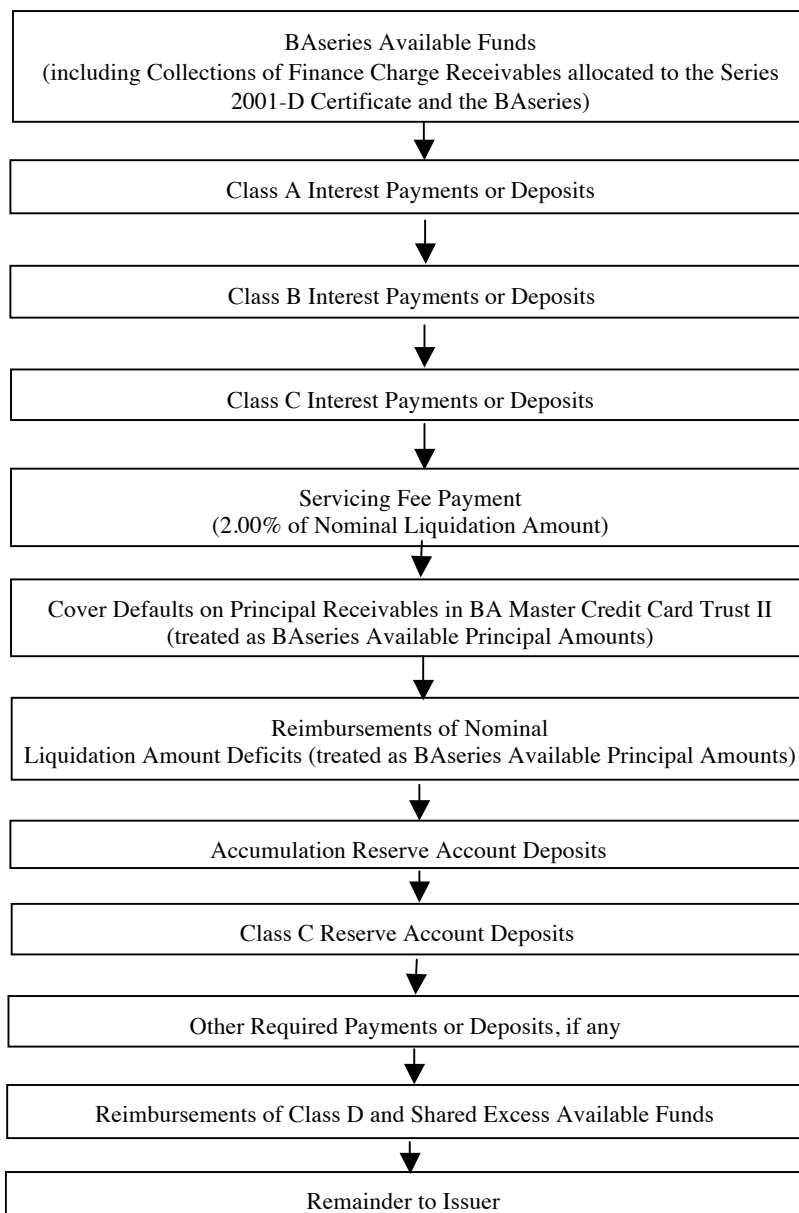 BAseries Available Funds
(including Collections of Finance Charge Receivables allocated to the Series
2001-D Certificate and the BAseries)
Class A Interest Payments or Deposits
Class B Interest Payments or Deposits
Class C Interest Payments or Deposits
Servicing Fee Payment
(2.00% of Nominal Liquidation Amount)
Cover Defaults on Principal Receivables in BA Master Credit Card Trust II
(treated as BAseries Available Principal Amounts)
Reimbursements of Nominal
Liquidation Amount Deficits (treated as BAseries Available Principal Amounts)
Accumulation Reserve Account Deposits
Class C Reserve Account Deposits
Other Required Payments or Deposits, if any
Reimbursements of Class D and Shared Excess Available Funds
Remainder to Issuer